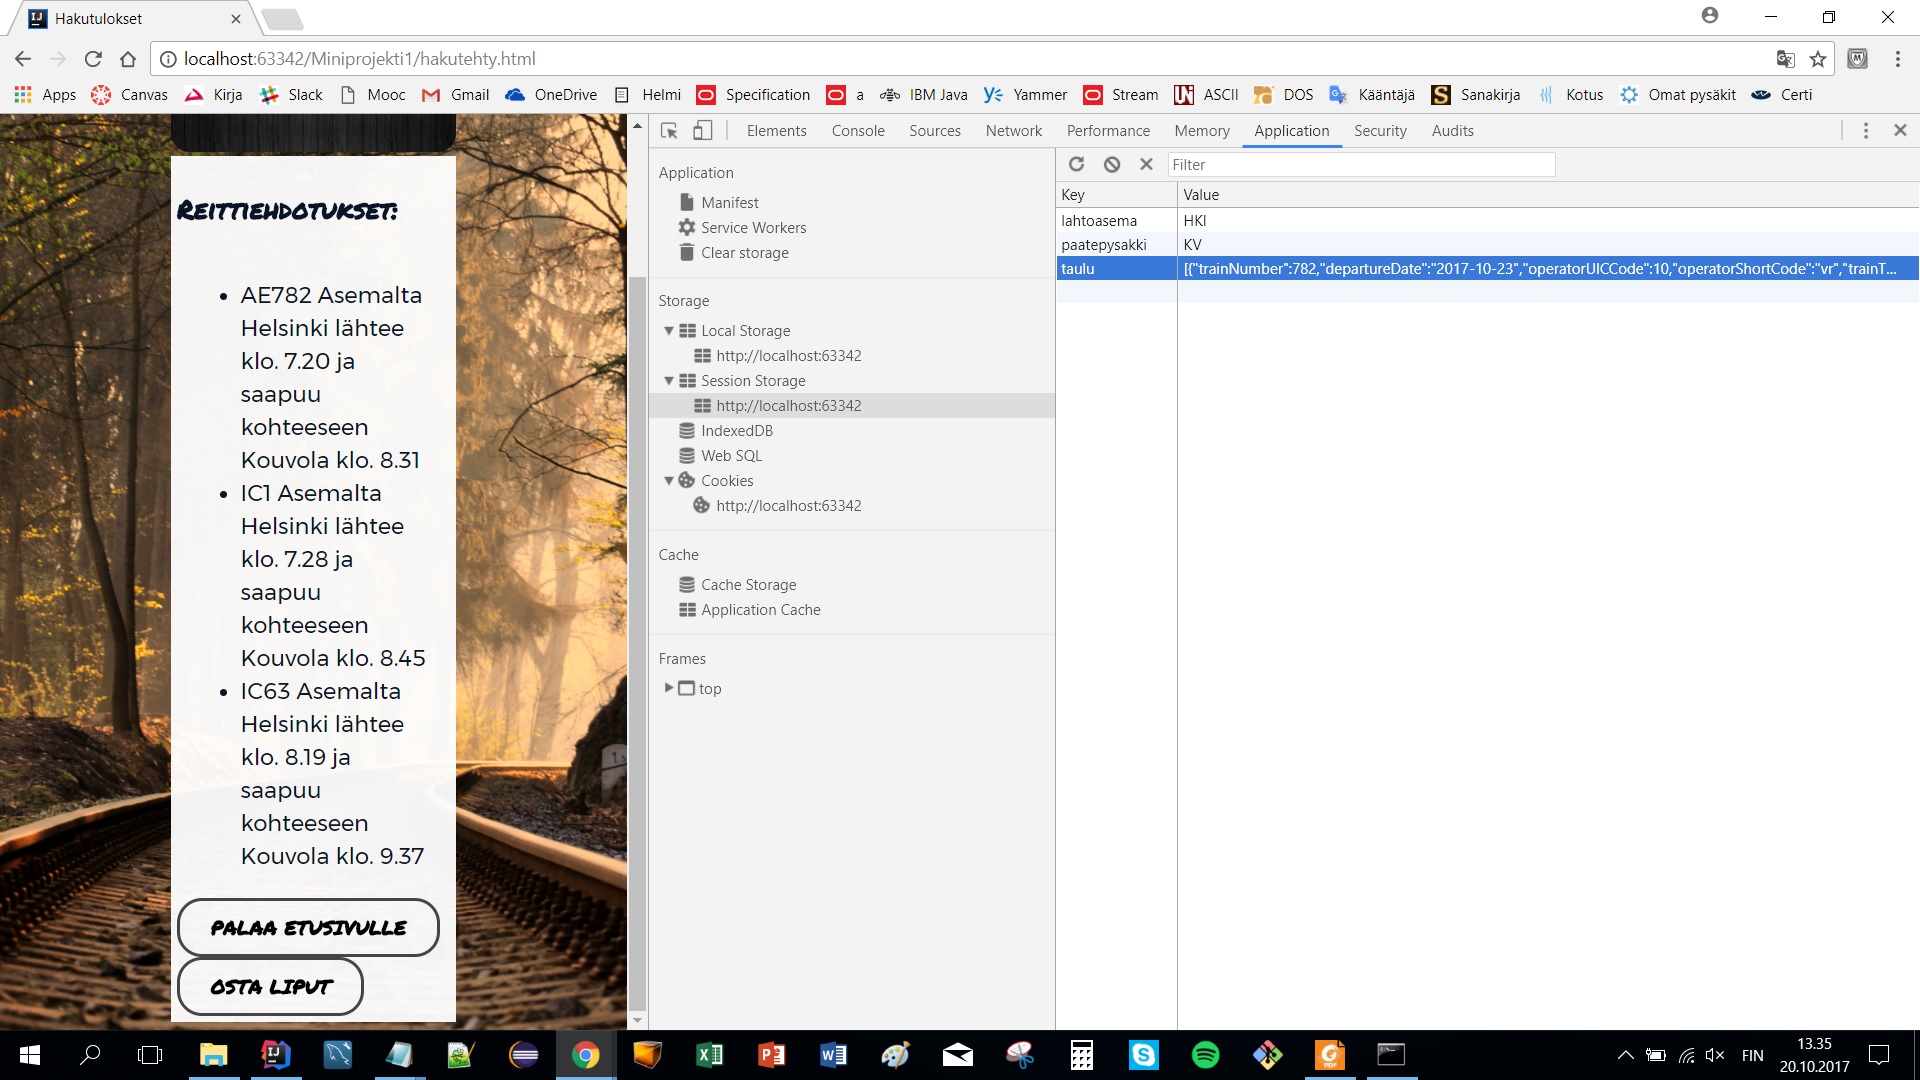 Hakutulokset
localhost:63342/Miniprojekti1/hakutehty.html
Apps Canvas Kirja Slack Mooc Gmail OneDrive Helmi Specification a IBM Java Yammer Stream ASCII DOS Kääntäjä Sanakirja Kotus Omat pysäkit Certi
REITTIEHDOTUKSET:
AE782 Asemalta
Helsinki lähtee
klo. 7.20 ja
saapuu
kohteeseen
Kouvola klo. 8.31
IC1 Asemalta
Helsinki lähtee
klo. 7.28 ja
saapuu
kohteeseen
Kouvola klo. 8.45
IC63 Asemalta
Helsinki lähtee
klo. 8.19 ja
saapuu
kohteeseen
Kouvola klo. 9.37
PALAA ETUSIVULLE
OSTA LIPUT
Elements Console Sources Network Performance Memory Application Security Audits
Application
Manifest
Service Workers
Clear storage
Storage
Local Storage
http://localhost:63342
Session Storage
http://localhost:63342
IndexedDB
Web SQL
Cookies
http://localhost:63342
Cache
Cache Storage
Application Cache
Frames
top
Filter
Key Value
lahtoasema HKI
paatepysakki KV
taulu [{"trainNumber":782,"departureDate":"2017-10-23","operatorUICCode":10,"operatorShortCode":"vr","trainT...
FIN
13.35
20.10.2017